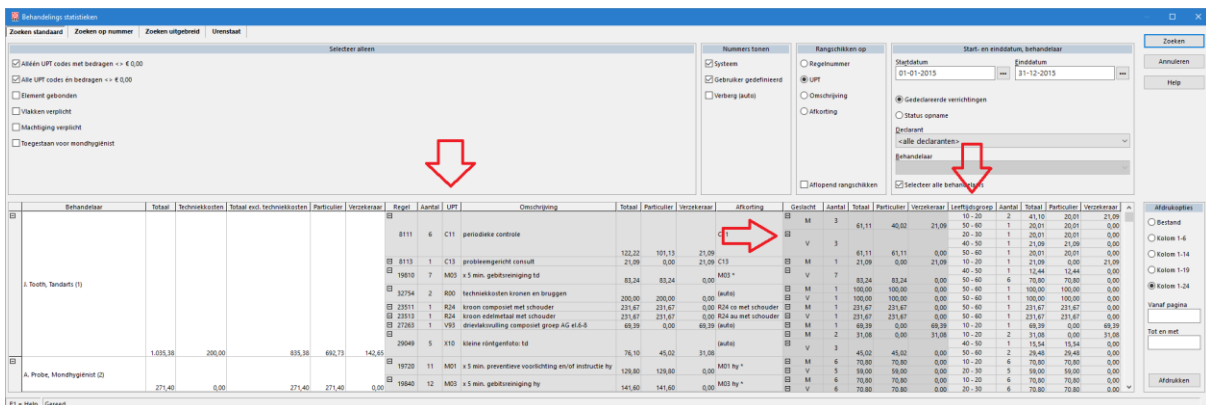 Behandelings statistieken
Zoeken standaard Zoeken op nummer Zoeken uitgebreid Urenstaat
Selecteer alleen
Alléén UPT codes met bedragen <> € 0,00
Alle UPT codes én bedragen <> € 0,00
Element gebonden
Vlakken verplicht
Machtiging verplicht
Toegestaan voor mondhygiënist
Nummers tonen
Systeem
Gebruiker gedefinieerd
Verberg (auto)
Rangschikken op
Regelnummer
UPT
Omschrijving
Afkorting
Aflopend rangschikken
Start- en einddatum, behandelaar
Startdatum Einddatum
01-01-2015 ... 31-12-2015 ...
Gedeclareerde verrichtingen
Status opname
Declarant
<alle declaranten>
Behandelaar
Selecteer alle behandelaars
Zoeken
Annuleren
Help
Behandelaar Totaal Techniekkosten Totaal excl. techniekkosten Particulier Verzekeraar Regel Aantal UPT Omschrijving Totaal Particulier Verzekeraar Afkorting Geslacht Aantal Totaal Particulier Verzekeraar Leeftijdsgroep Aantal Totaal Particulier Verzekeraar
J. Tooth, Tandarts (1) 1.035,38 200,00 835,38 692,73 142,65
8111 6 C11 periodieke controle 122,22 101,13 21,09
M 3 61,11 40,02 21,09
10 - 20 2 41,10 20,01 21,09
50 - 60 1 20,01 20,01 0,00
V 3 61,11 61,11 0,00
20 - 30 1 20,01 20,01 0,00
40 - 50 1 21,09 21,09 0,00
50 - 60 1 20,01 20,01 0,00
8113 1 C13 probleemgericht consult 21,09 0,00 21,09 C13 M 1 21,09 0,00 21,09 10 - 20 1 21,09 0,00 21,09
19810 7 M03 x 5 min. gebitsreiniging td 83,24 83,24 0,00 M03 * V 7 83,24 83,24 0,00
40 - 50 1 12,44 12,44 0,00
50 - 60 6 70,80 70,80 0,00
32754 2 R00 techniekkosten kronen en bruggen 200,00 200,00 0,00 (auto)
M 1 100,00 100,00 0,00 50 - 60 1 100,00 100,00 0,00
V 1 100,00 100,00 0,00 50 - 60 1 100,00 100,00 0,00
23511 1 R24 kroon composiet met schouder 231,67 231,67 0,00 R24 co met schouder M 1 231,67 231,67 0,00 50 - 60 1 231,67 231,67 0,00
23513 1 R24 kroon edelmetaal met schouder 231,67 231,67 0,00 R24 au met schouder V 1 231,67 231,67 0,00 50 - 60 1 231,67 231,67 0,00
27263 1 V93 drievlaksvulling composiet groep AG el.6-8 69,39 0,00 69,39 (auto) M 1 69,39 0,00 69,39 10 - 20 1 69,39 0,00 69,39
29049 5 X10 kleine röntgenfoto: td 76,10 45,02 31,08 (auto)
M 2 31,08 0,00 31,08 10 - 20 2 31,08 0,00 31,08
V 3 45,02 45,02 0,00
40 - 50 1 15,54 15,54 0,00
50 - 60 2 29,48 29,48 0,00
A. Probe, Mondhygiënist (2) 271,40 0,00 271,40 271,40 0,00
19720 11 M01 x 5 min. preventieve voorlichting en/of instructie hy 129,80 129,80 0,00 M01 hy *
M 6 70,80 70,80 0,00 10 - 20 6 70,80 70,80 0,00
V 5 59,00 59,00 0,00 20 - 30 5 59,00 59,00 0,00
19840 12 M03 x 5 min. gebitsreiniging hy 141,60 141,60 0,00 M03 hy *
M 6 70,80 70,80 0,00 10 - 20 6 70,80 70,80 0,00
V 6 70,80 70,80 0,00 20 - 30 6 70,80 70,80 0,00
Afdrukopties
Bestand
Kolom 1-6
Kolom 1-14
Kolom 1-19
Kolom 1-24
Vanaf pagina
Tot en met
Afdrukken
F1 = Help Gereed